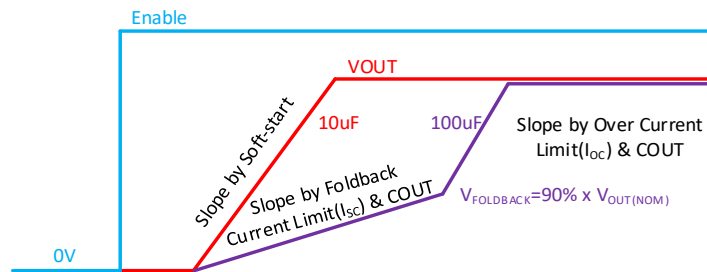 Enable
VOUT
Slope by Soft-start
10uF
100uF
Slope by Over Current
Limit(IOC) & COUT
Slope by Foldback
Current Limit(ISC) & COUT
VFOLDBACK=90% x VOUT(NOM)
0V